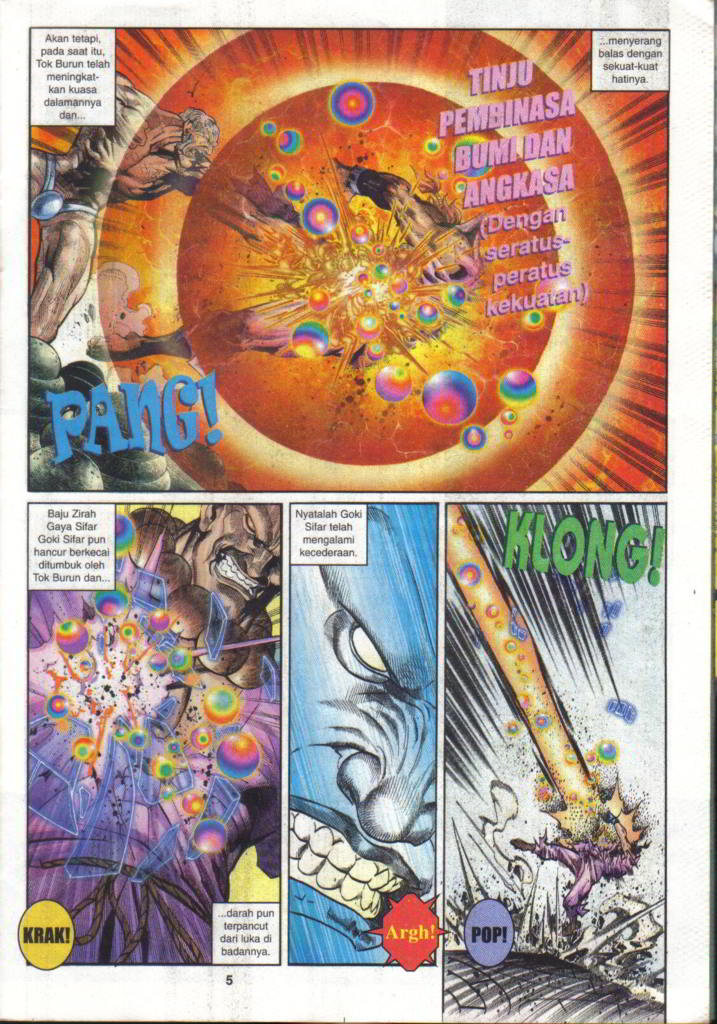 Akan tetapi,
pada saat itu,
Tok Burun telah
meningkat-
kan kuasa
dalamannya
dan...
...menyerang
balas dengan
sekuat-kuat
hatinya.
TINJU
PEMBINASA
BUMI DAN
ANGKASA
(Dengan
seratus-
peratus
kekuatan)
PANG!
Baju Zirah
Gaya Sifar
Goki Sifar pun
hancur berkecai
ditumbuk oleh
Tok Burun dan...
KRAK!
...darah pun
terpancut
dari luka di
badannya.
Nyatalah Goki
Sifar telah
mengalami
kecederaan.
Argh!
KLONG!
POP!
5